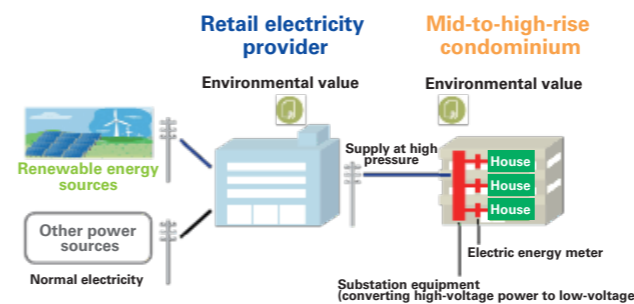 Retail electricity
provider
Mid-to-high-rise
condominium
Environmental value
Environmental value
Renewable energy
sources
Supply at high
pressure
House
House
House
Other power
sources
Normal electricity
Electric energy meter
Substation equipment
(converting high-voltage power to low-voltage